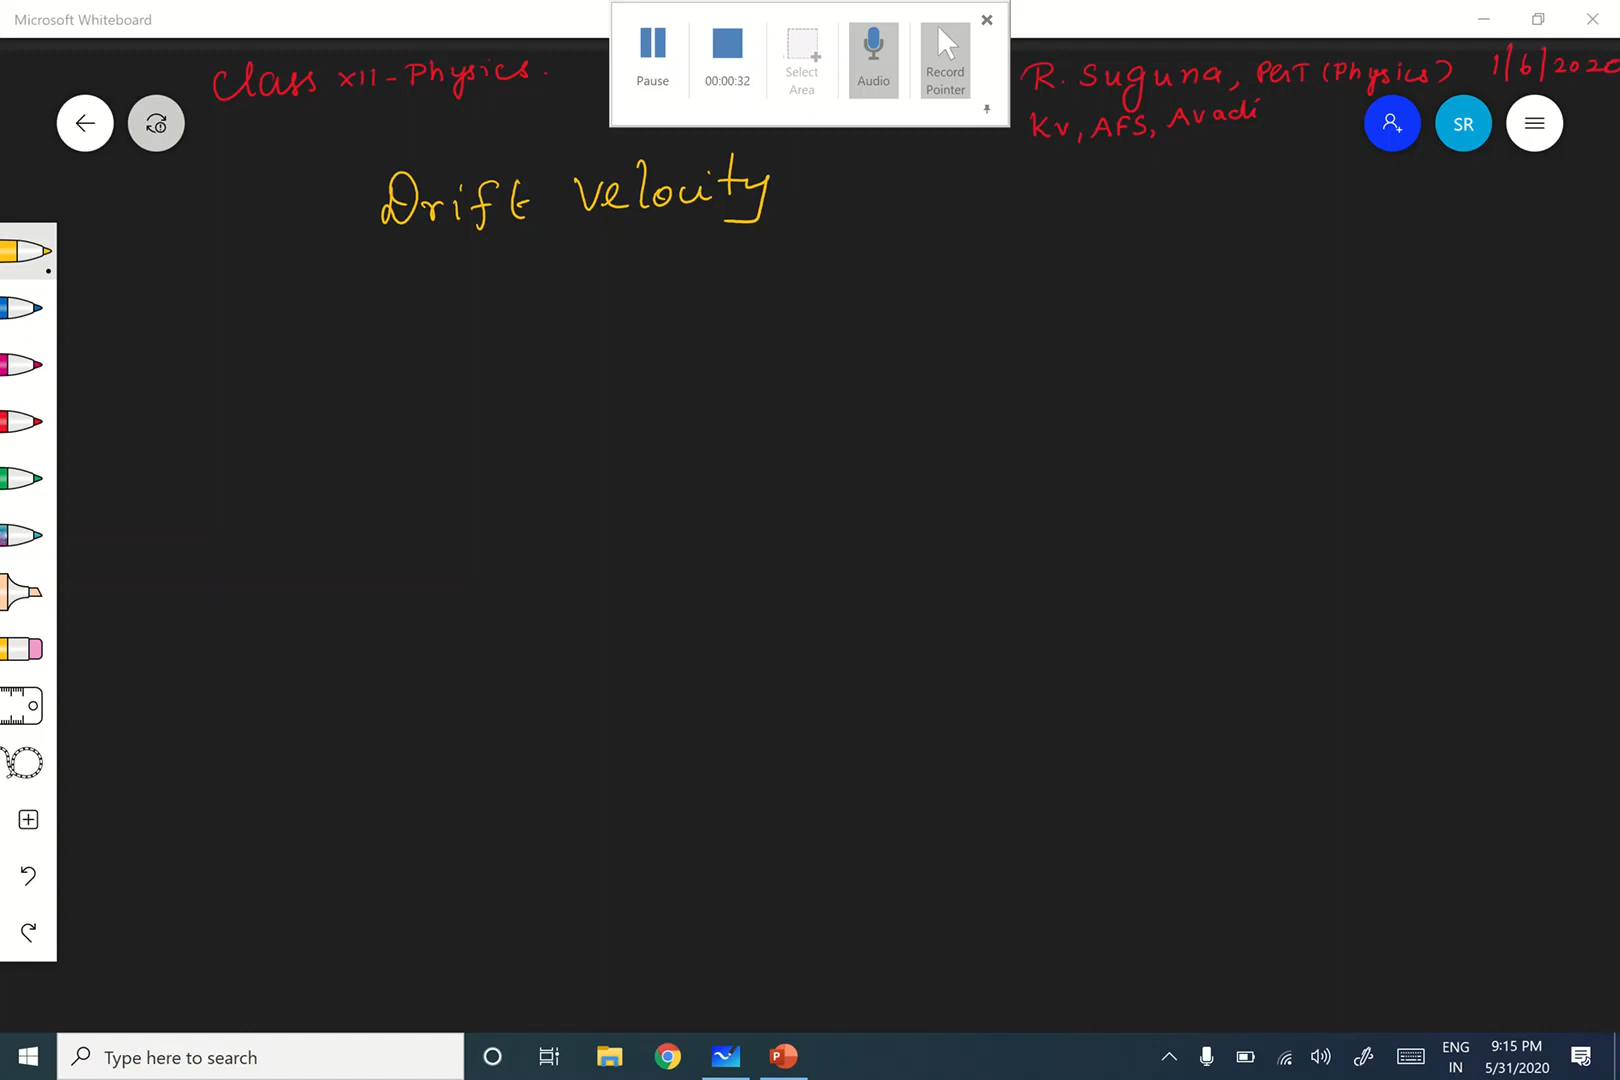 Microsoft Whiteboard
Pause
00:00:32
Select Area
Audio
Record Pointer
Class XII - Physics.
R. Suguna, PGT (Physics) 1/6/2020
KV, AFS, Avadi
SR
Drift velocity
Type here to search
ENG
IN
9:15 PM
5/31/2020